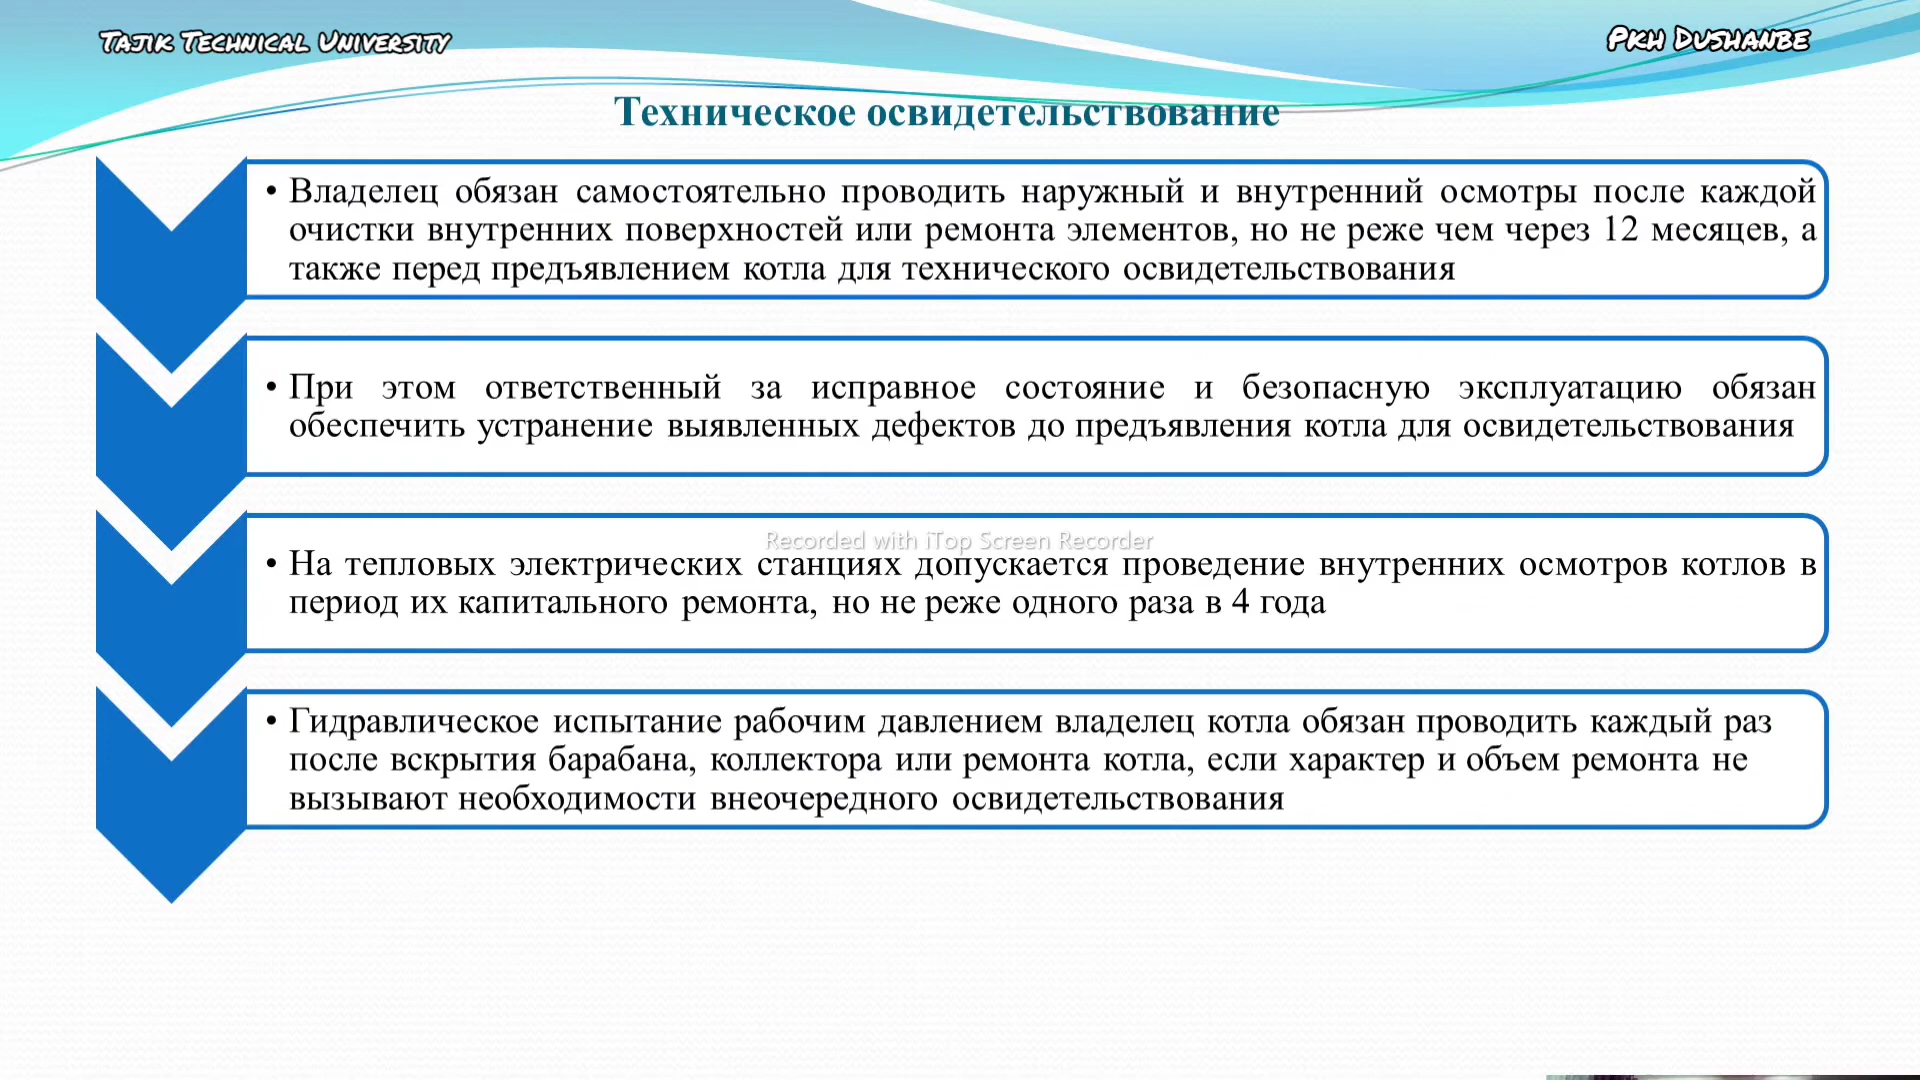 Tajik Technical University
Pkh Dushanbe
Техническое освидетельствование
• Владелец обязан самостоятельно проводить наружный и внутренний осмотры после каждой
очистки внутренних поверхностей или ремонта элементов, но не реже чем через 12 месяцев, а
также перед предъявлением котла для технического освидетельствования
• При этом ответственный за исправное состояние и безопасную эксплуатацию обязан
обеспечить устранение выявленных дефектов до предъявления котла для освидетельствования
Recorded with iTop Screen Recorder
• На тепловых электрических станциях допускается проведение внутренних осмотров котлов в
период их капитального ремонта, но не реже одного раза в 4 года
• Гидравлическое испытание рабочим давлением владелец котла обязан проводить каждый раз
после вскрытия барабана, коллектора или ремонта котла, если характер и объем ремонта не
вызывают необходимости внеочередного освидетельствования